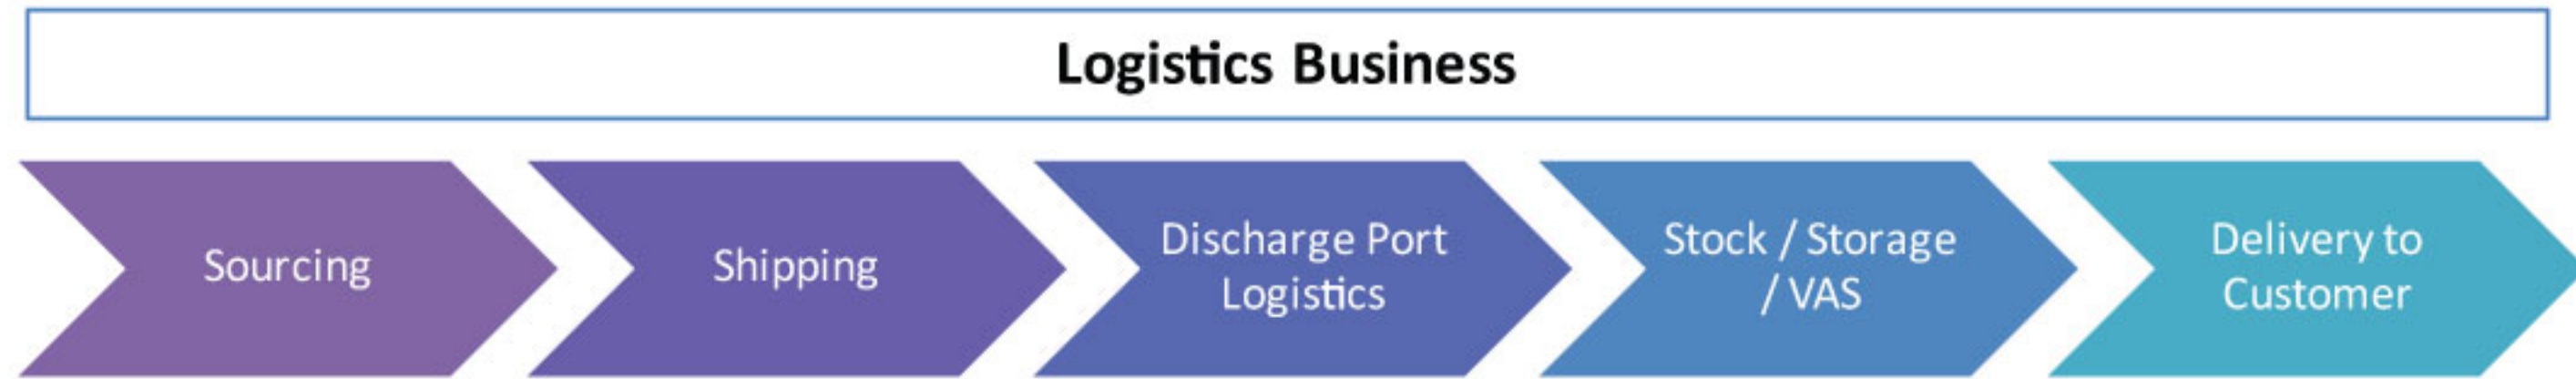 Logistics Business
Sourcing
Shipping
Discharge Port
Logistics
Stock / Storage
/ VAS
Delivery to
Customer